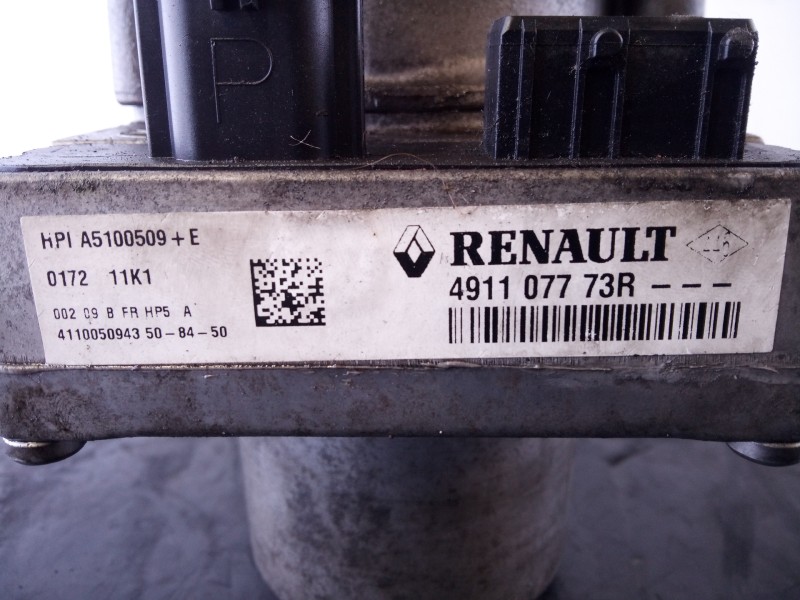 P
HPI A5100509+E
0172 11K1
002 09 B FR HP5 A
4110050943 50-84-50
RENAULT
4911 077 73R - - -